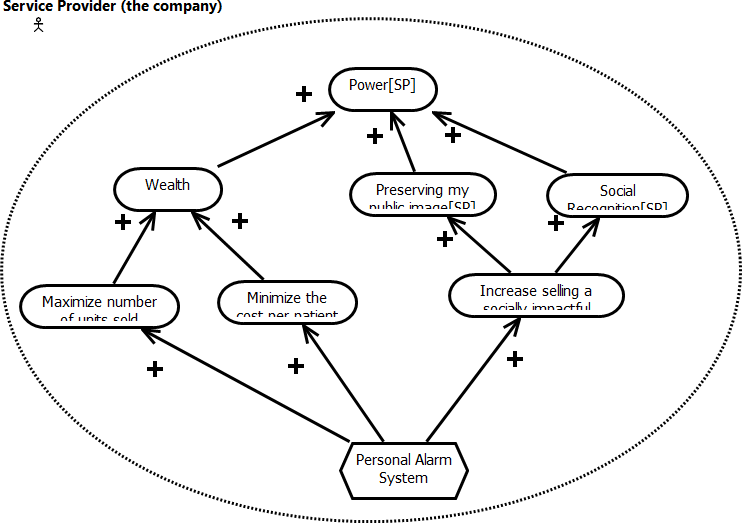 Service Provider (the company)
Power[SP]
Wealth
Preserving my
public image[SP]
Social
Recognition[SP]
Maximize number
of units sold
Minimize the
cost per patient
Increase selling a
socially impactful
Personal Alarm
System